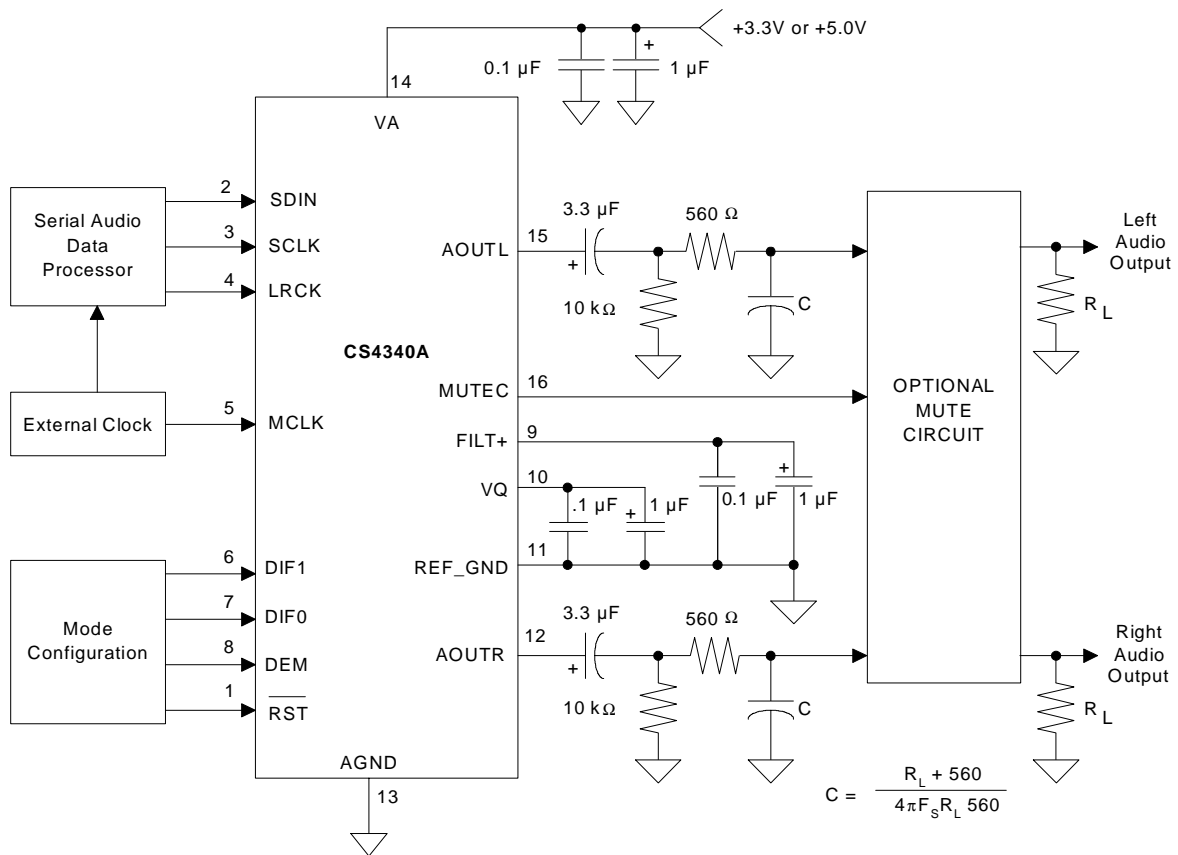 +3.3V or +5.0V
0.1 µF
+
1 µF
14
VA
Serial Audio
Data
Processor
2
SDIN
3
SCLK
4
LRCK
External Clock
5
MCLK
Mode
Configuration
6
DIF1
7
DIF0
8
DEM
1
RST
CS4340A
AGND
13
AOUTL
15
3.3 µF
+
560 Ω
10 kΩ
C
MUTEC
16
FILT+
9
VQ
10
.1 µF
+
1 µF
0.1 µF
+
1 µF
REF_GND
11
AOUTR
12
3.3 µF
+
560 Ω
10 kΩ
C
OPTIONAL
MUTE
CIRCUIT
Left
Audio
Output
R_L
Right
Audio
Output
R_L
C = R_L + 560
4πF_SR_L 560